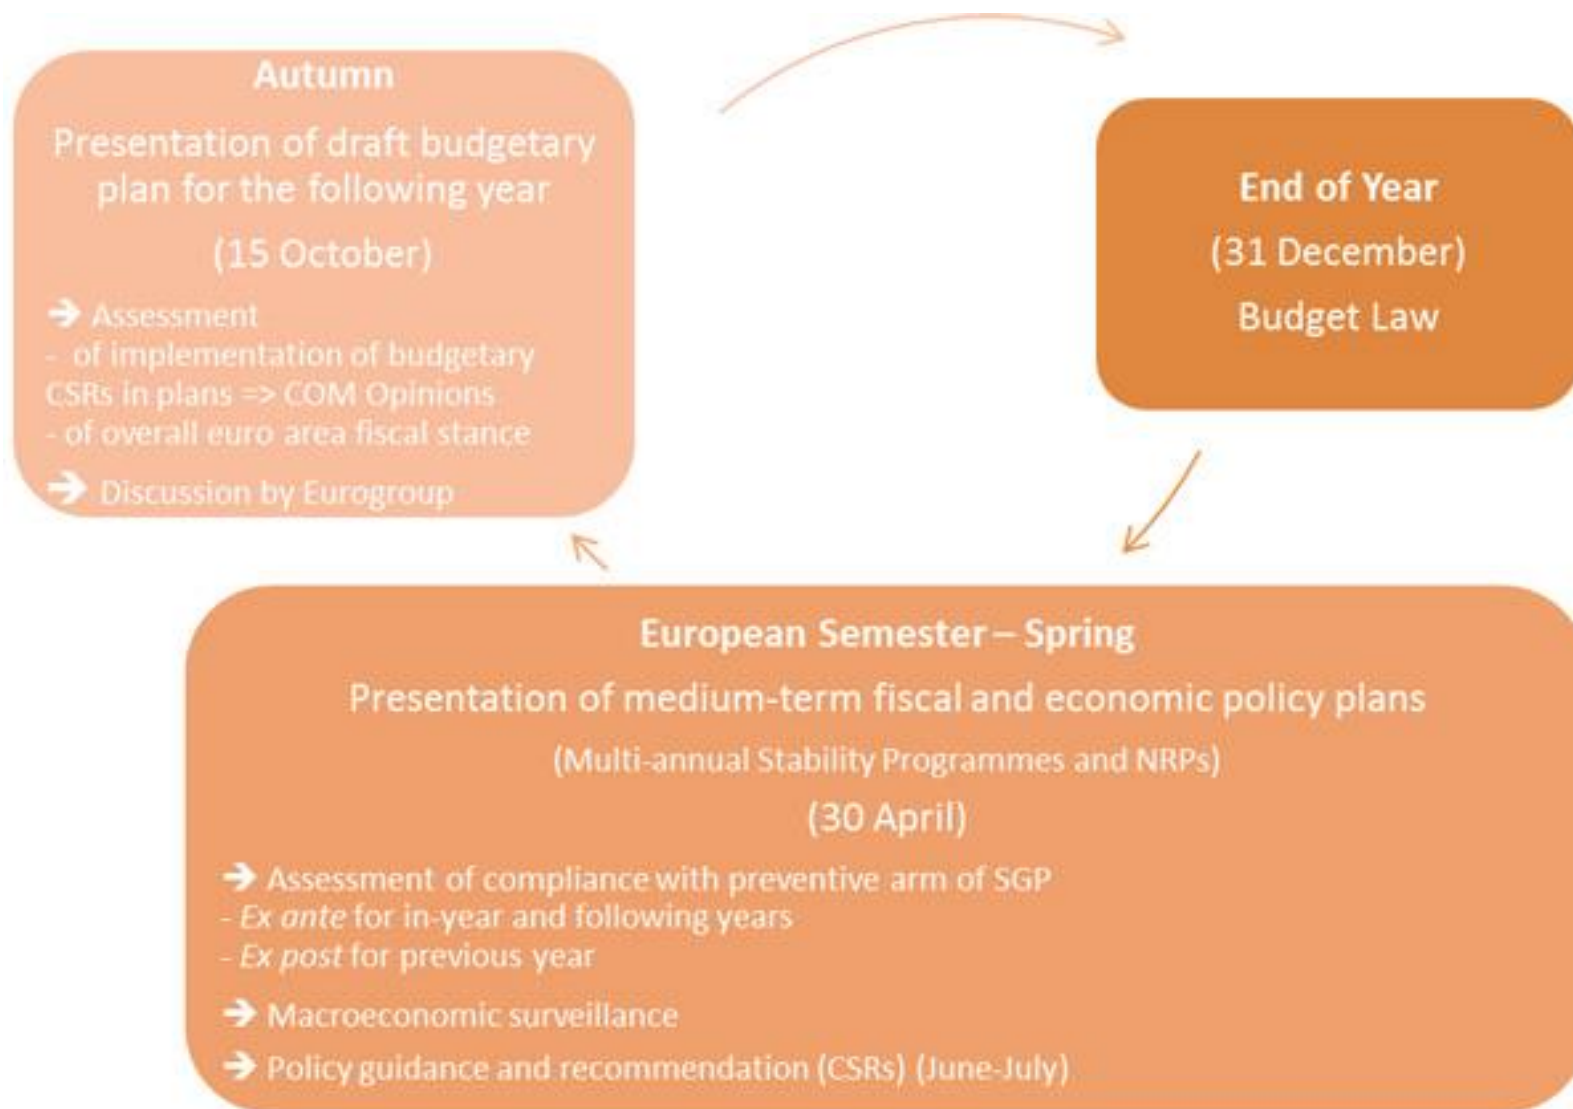 Autumn
Presentation of draft budgetary
plan for the following year
(15 October)
➔ Assessment
- of implementation of budgetary
CSRs in plans => COM Opinions
- of overall euro area fiscal stance
➔ Discussion by Eurogroup
End of Year
(31 December)
Budget Law
European Semester – Spring
Presentation of medium-term fiscal and economic policy plans
(Multi-annual Stability Programmes and NRPs)
(30 April)
➔ Assessment of compliance with preventive arm of SGP
- Ex ante for in-year and following years
- Ex post for previous year
➔ Macroeconomic surveillance
➔ Policy guidance and recommendation (CSRs) (June-July)